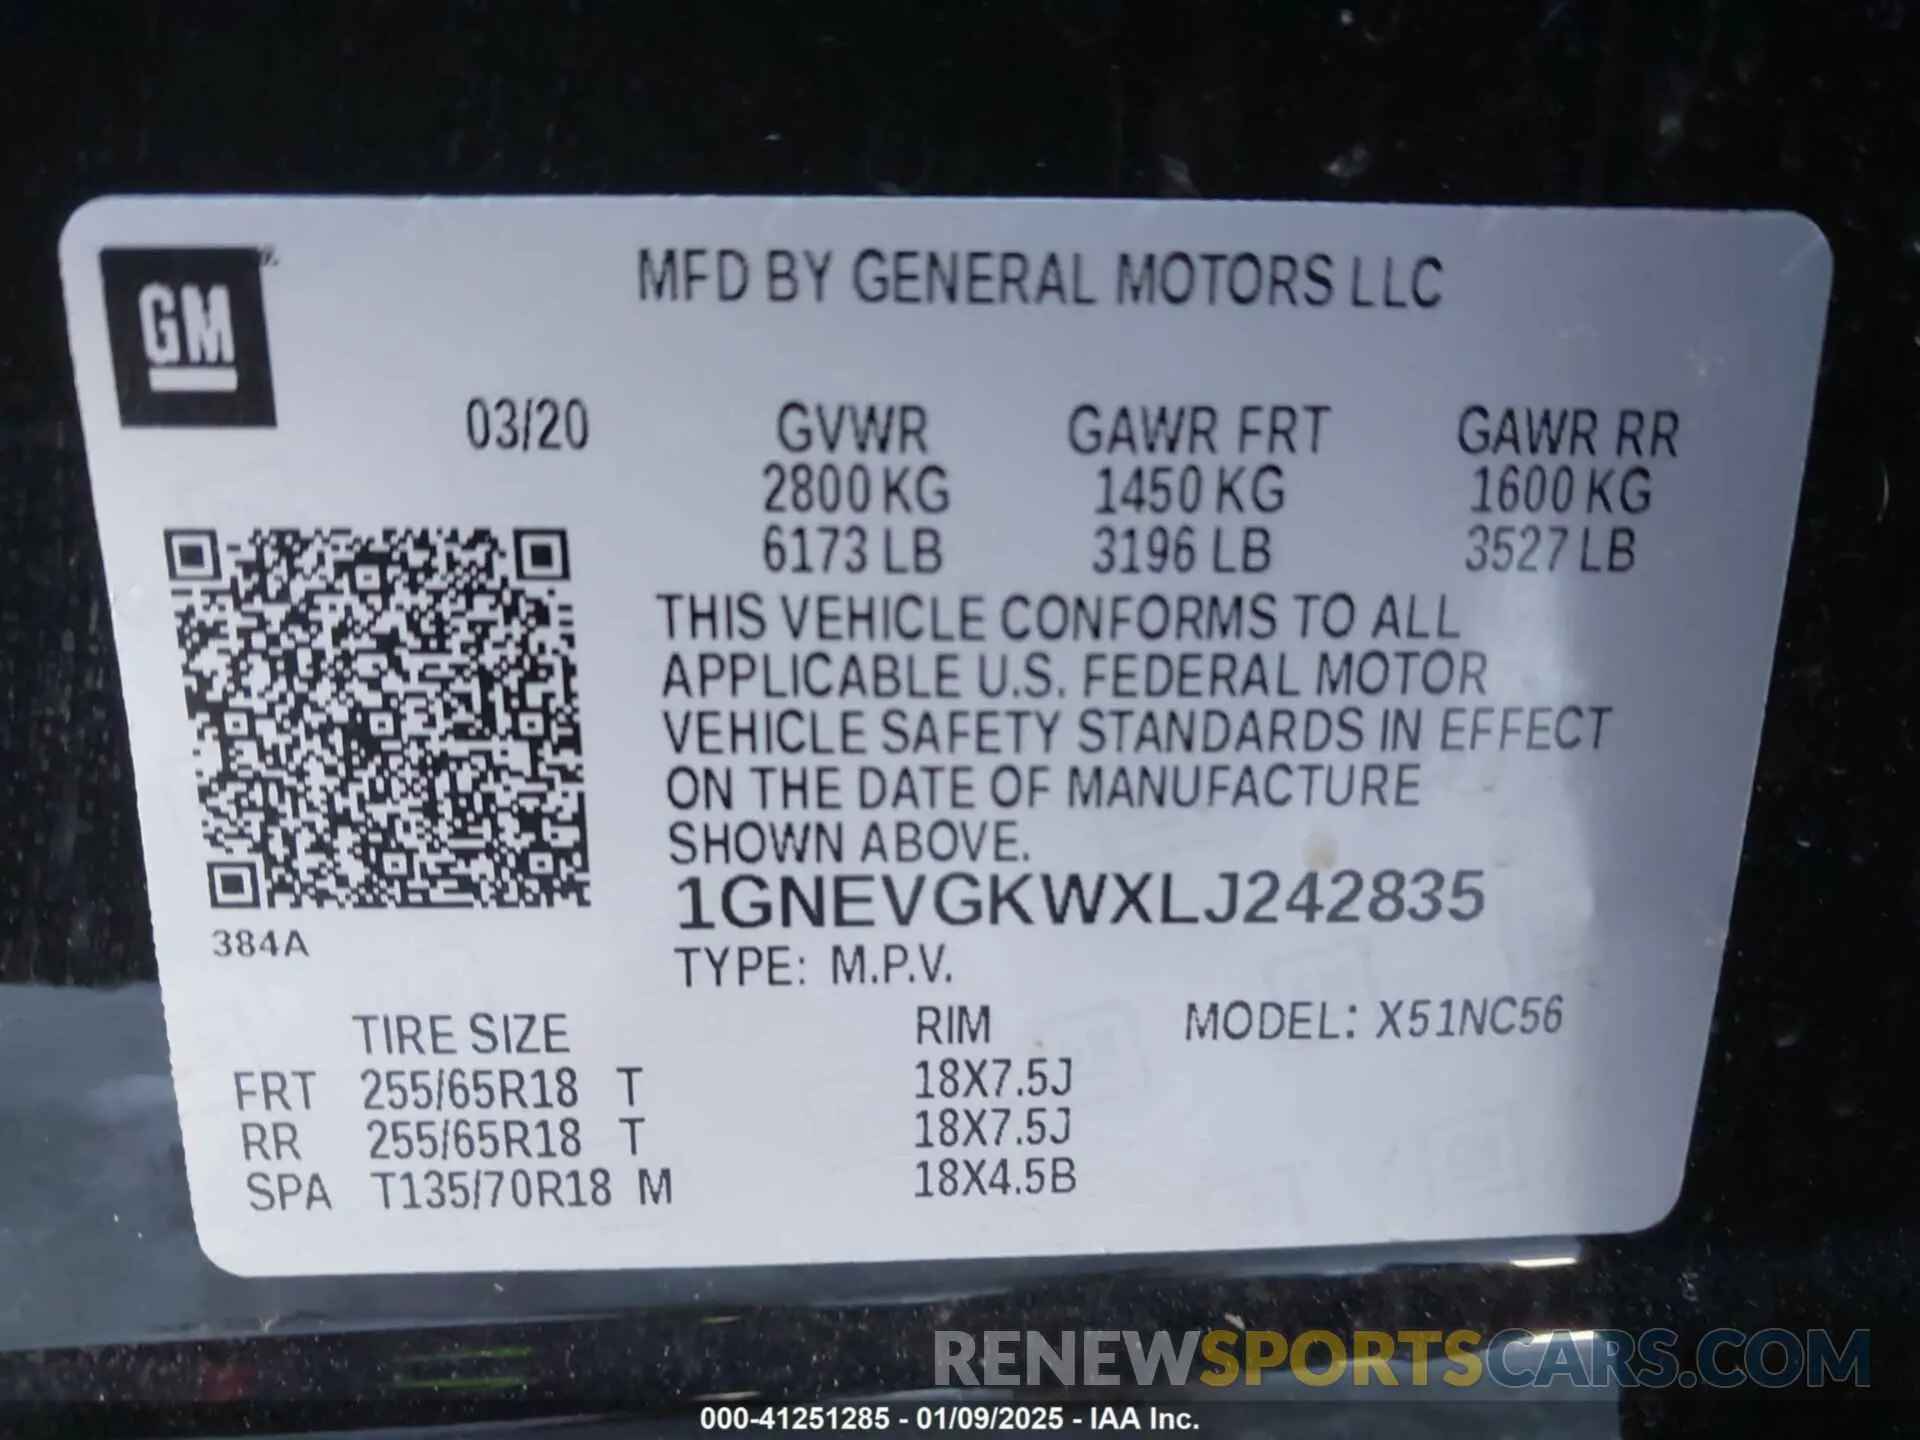 MFD BY GENERAL MOTORS LLC
GM
03/20 GVWR GAWR FRT GAWR RR
2800 KG 1450 KG 1600 KG
6173 LB 3196 LB 3527 LB
THIS VEHICLE CONFORMS TO ALL
APPLICABLE U.S. FEDERAL MOTOR
VEHICLE SAFETY STANDARDS IN EFFECT
ON THE DATE OF MANUFACTURE
SHOWN ABOVE.
1GNEVGKWXLJ242835
384A
TYPE: M.P.V.
TIRE SIZE RIM MODEL: X51NC56
FRT 255/65R18 T 18X7.5J
RR 255/65R18 T 18X7.5J
SPA T135/70R18 M 18X4.5B
RENEWSPORTSCARS.COM
000-41251285 - 01/09/2025 - IAA Inc.